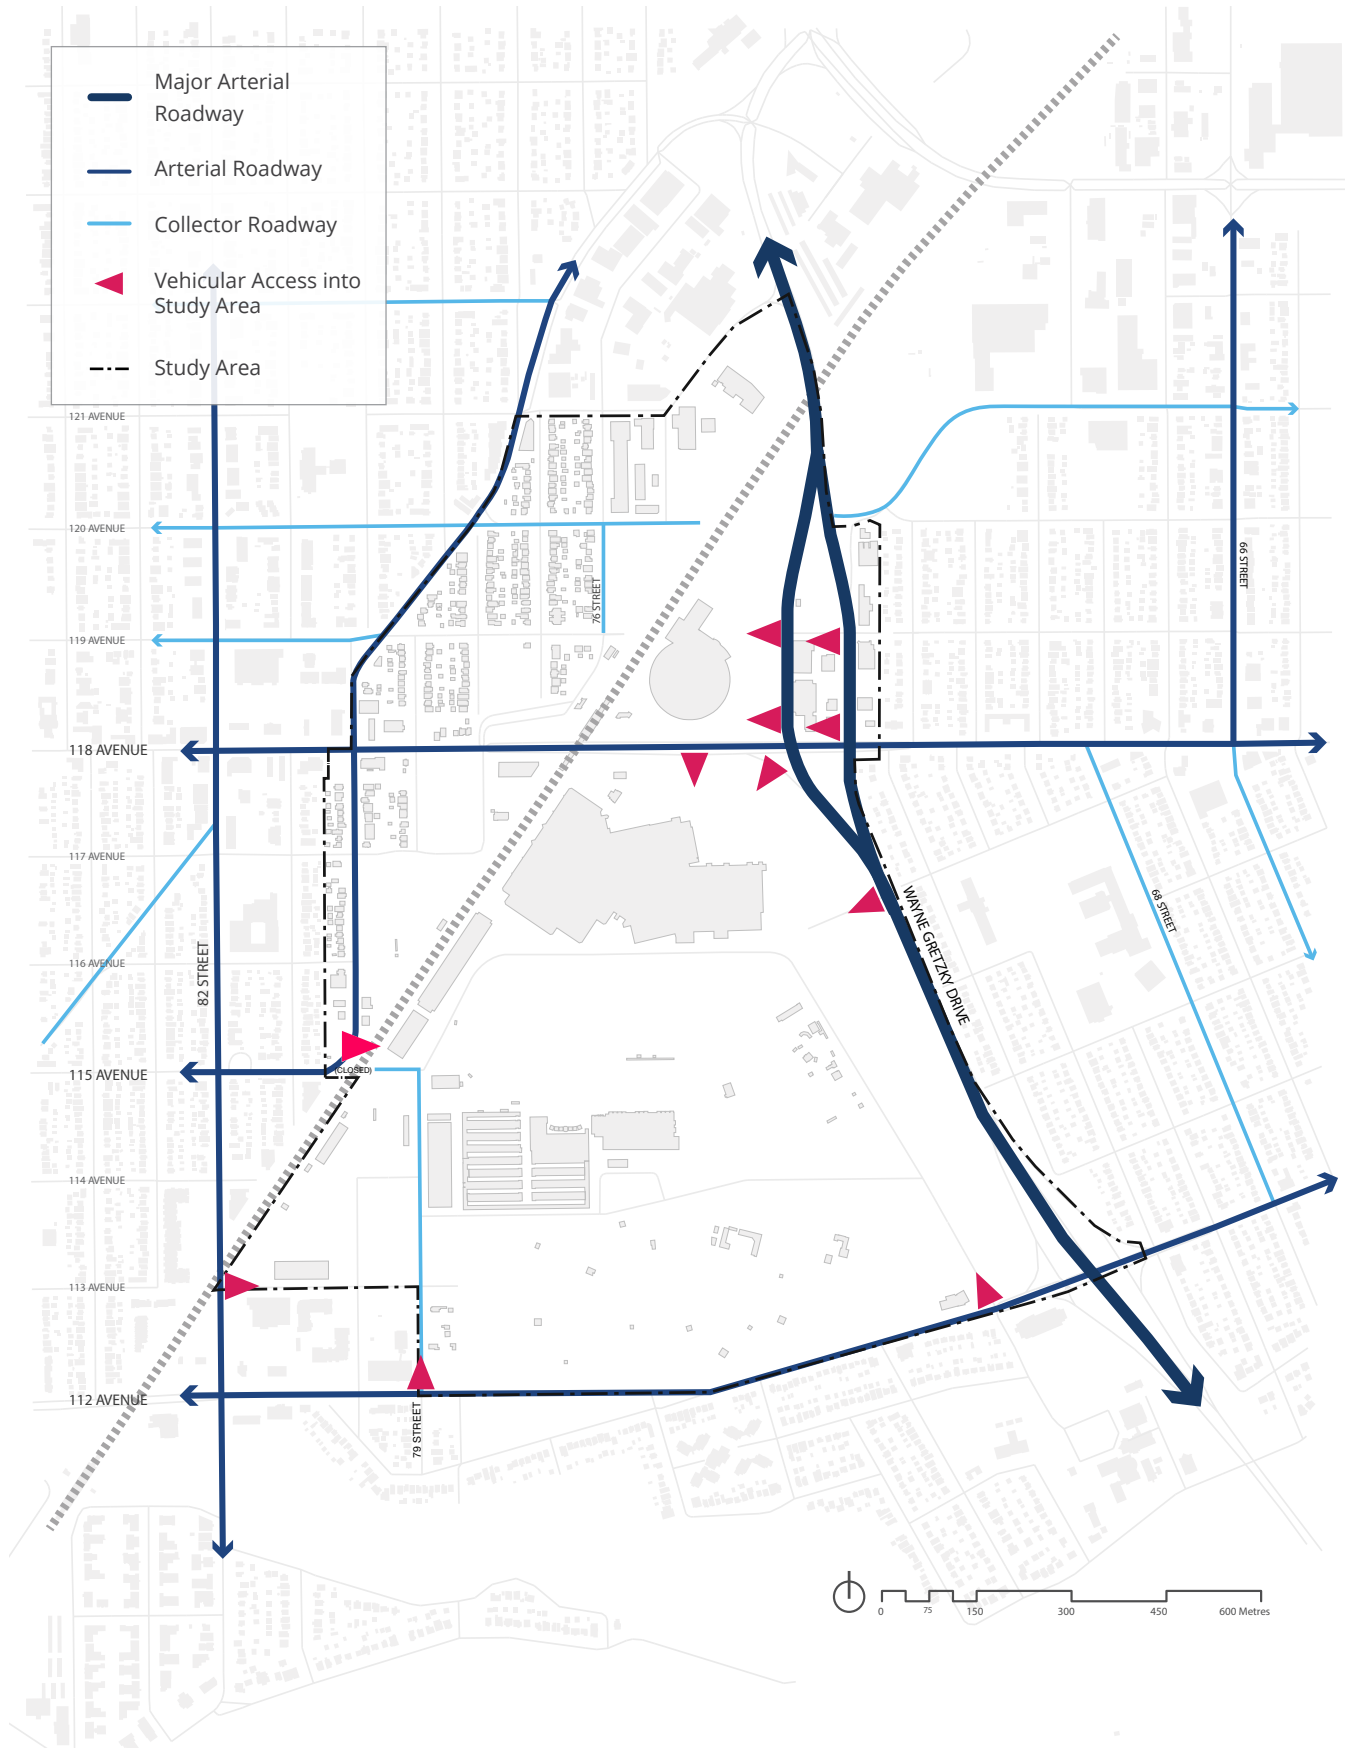 Major Arterial
Roadway
Arterial Roadway
Collector Roadway
Vehicular Access into
Study Area
Study Area
121 AVENUE
120 AVENUE
66 STREET
76 STREET
119 AVENUE
118 AVENUE
117 AVENUE
WAYNE GRETZKY DRIVE
68 STREET
82 STREET
116 AVENUE
115 AVENUE
(CLOSED)
114 AVENUE
113 AVENUE
112 AVENUE
79 STREET
0 75 150 300 450 600 Metres